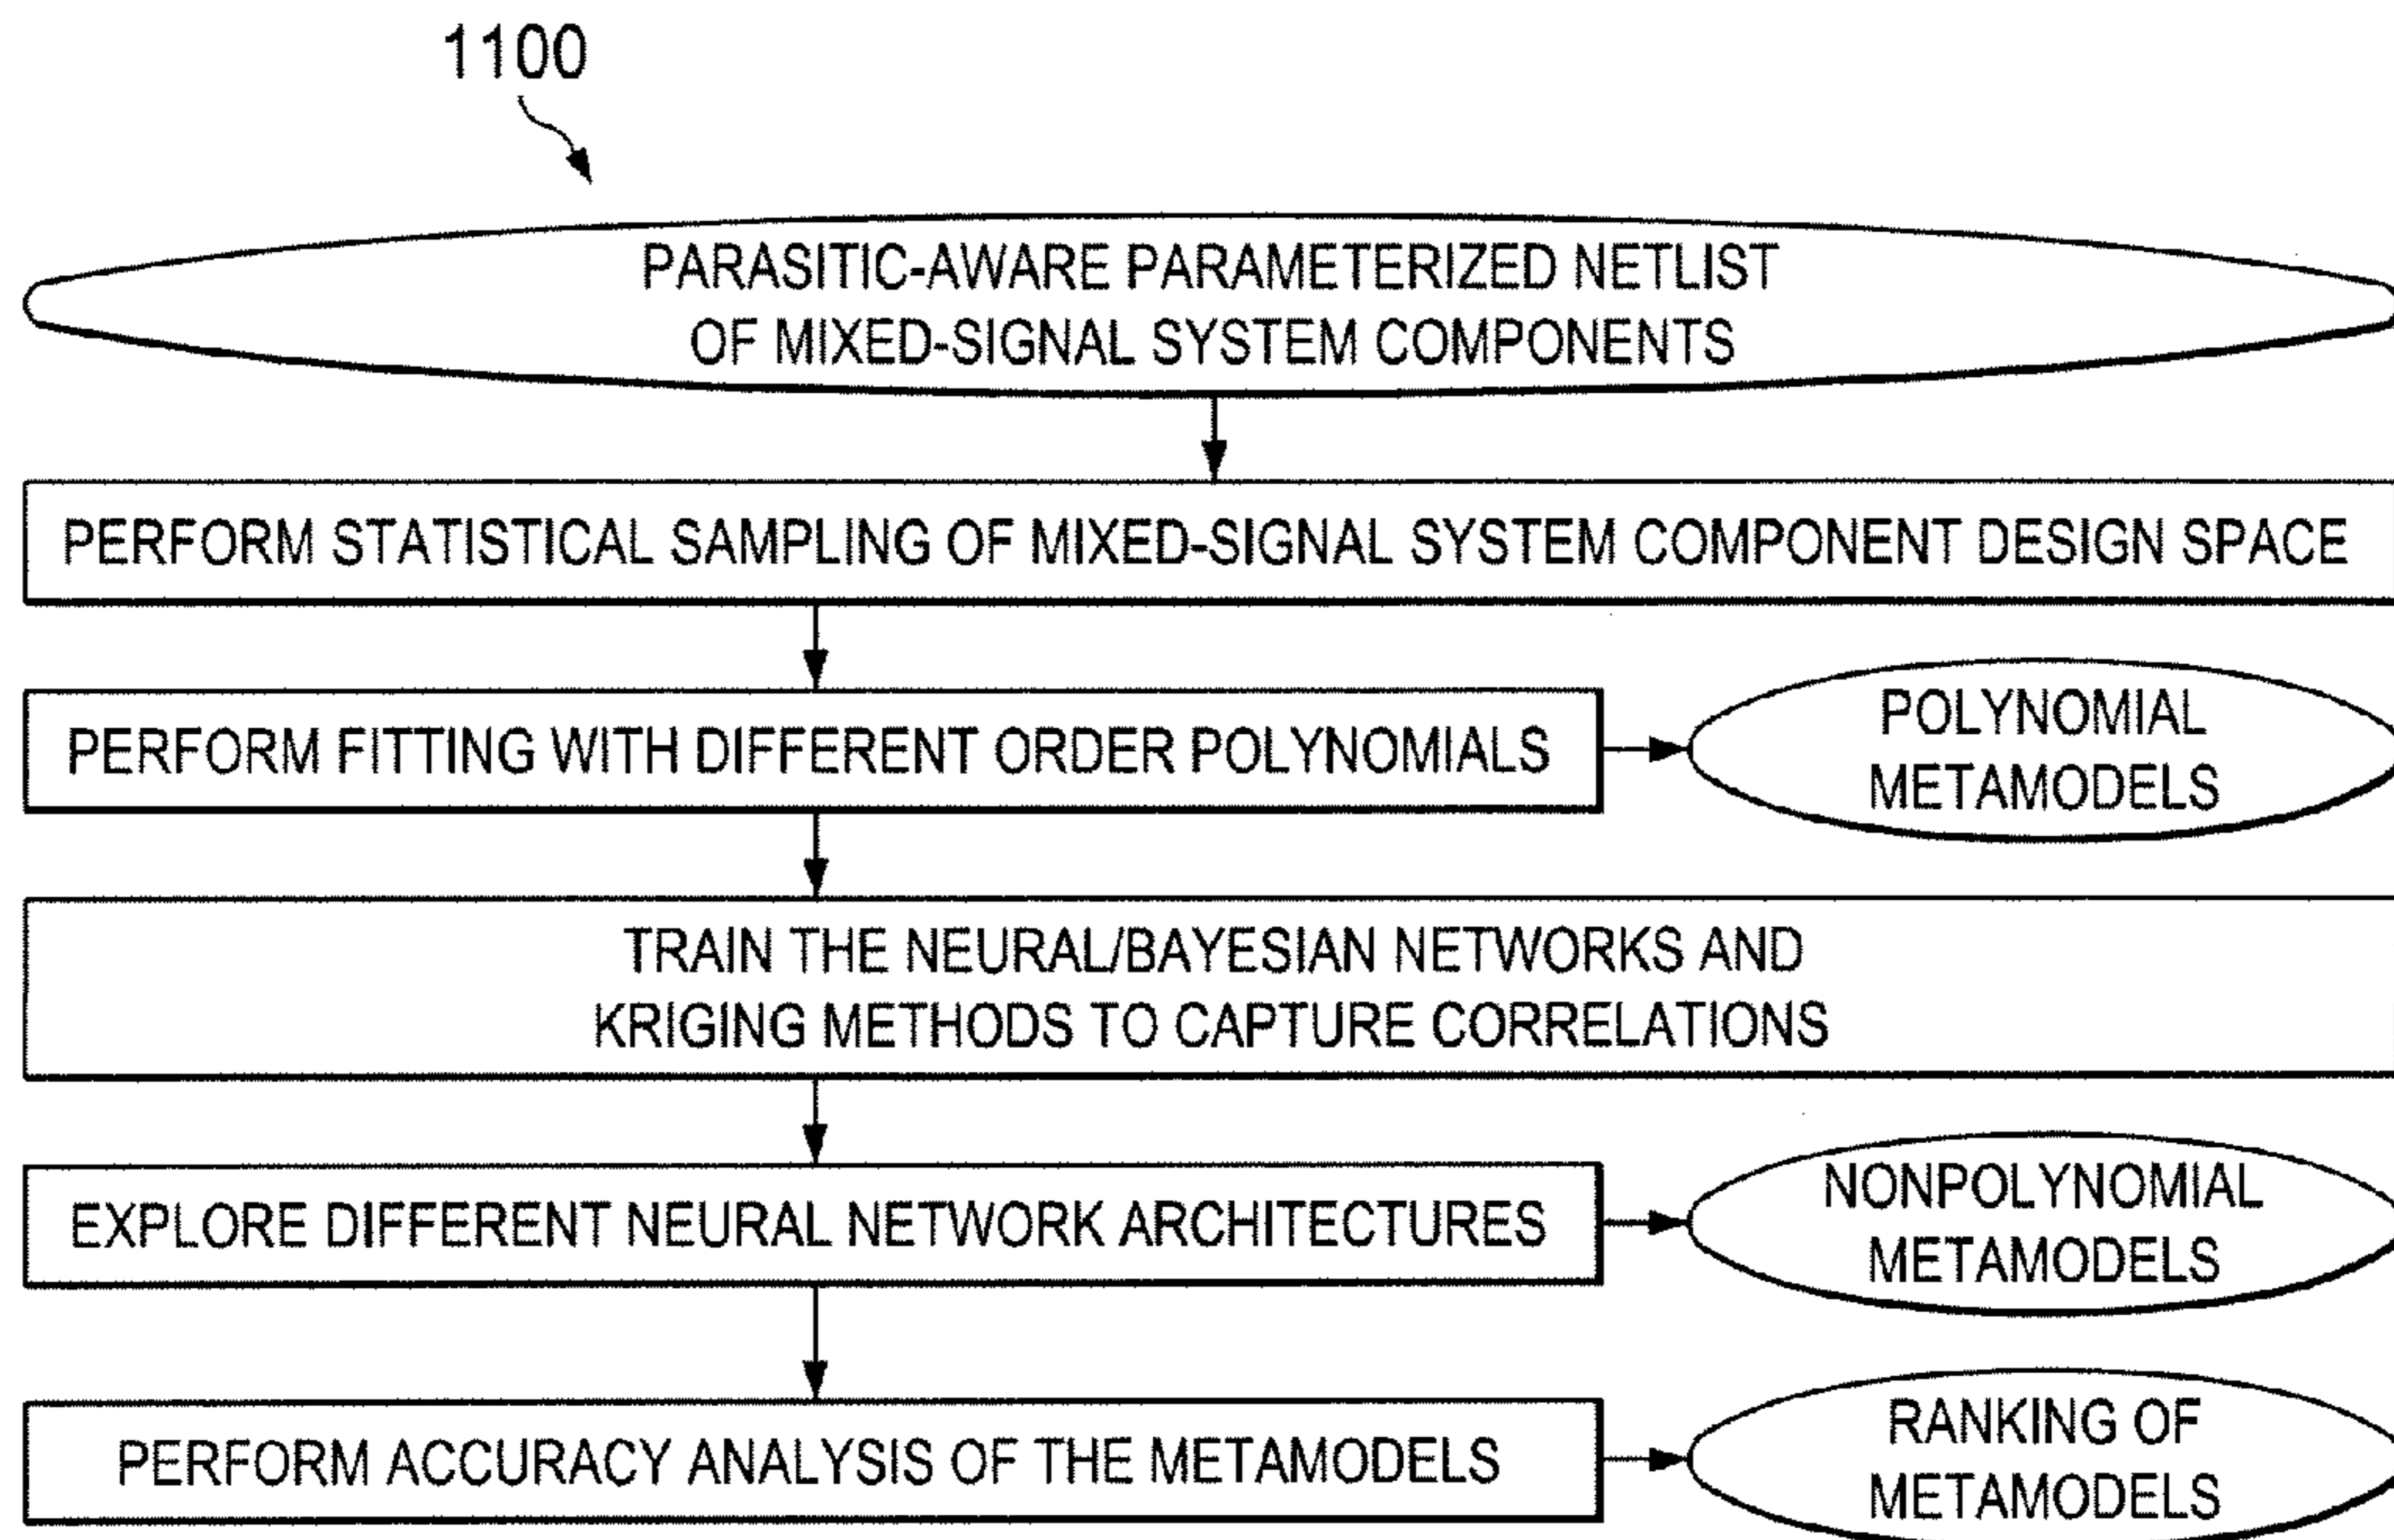 1100
PARASITIC-AWARE PARAMETERIZED NETLIST
OF MIXED-SIGNAL SYSTEM COMPONENTS
PERFORM STATISTICAL SAMPLING OF MIXED-SIGNAL SYSTEM COMPONENT DESIGN SPACE
PERFORM FITTING WITH DIFFERENT ORDER POLYNOMIALS
POLYNOMIAL
METAMODELS
TRAIN THE NEURAL/BAYESIAN NETWORKS AND
KRIGING METHODS TO CAPTURE CORRELATIONS
EXPLORE DIFFERENT NEURAL NETWORK ARCHITECTURES
NONPOLYNOMIAL
METAMODELS
PERFORM ACCURACY ANALYSIS OF THE METAMODELS
RANKING OF
METAMODELS